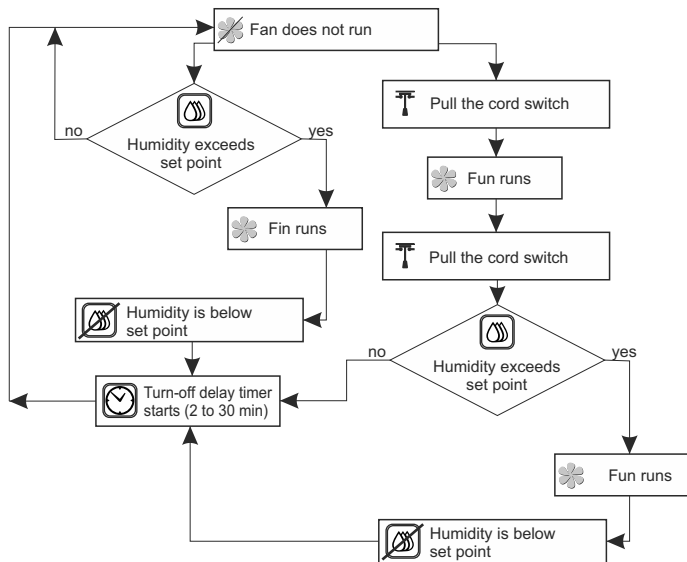 Fan does not run
Pull the cord switch
no
yes
Humidity exceeds
set point
Fun runs
Fin runs
Pull the cord switch
Humidity is below
set point
no
yes
Humidity exceeds
set point
Turn-off delay timer
starts (2 to 30 min)
Fun runs
Humidity is below
set point